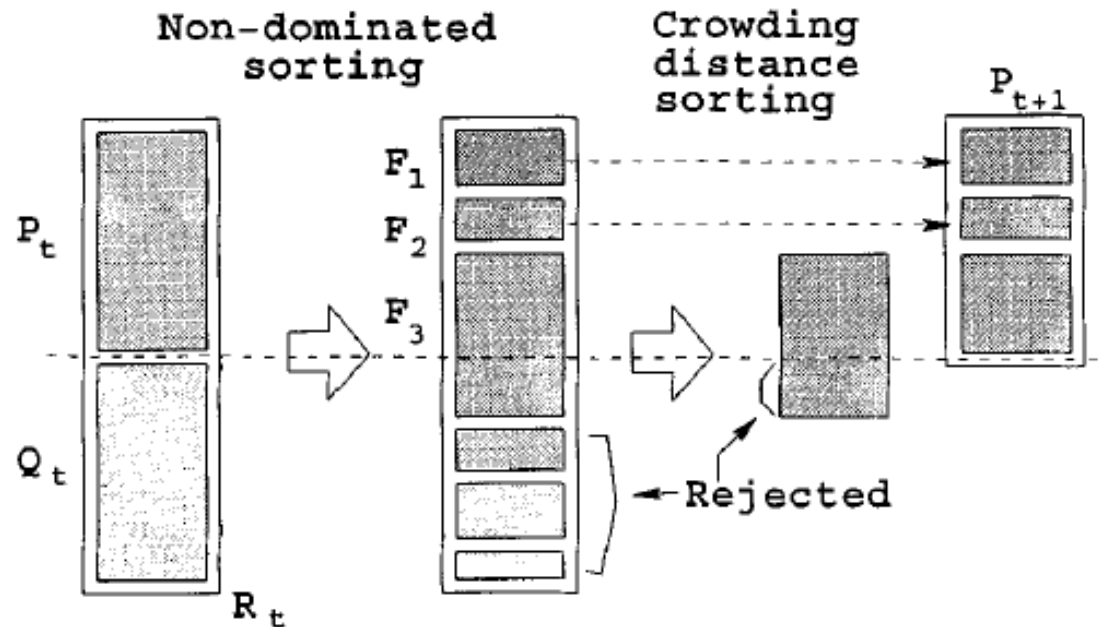 Non-dominated
sorting
Crowding
distance
sorting
P t+1
F 1
P t
F 2
F 3
Q t
Rejected
R t